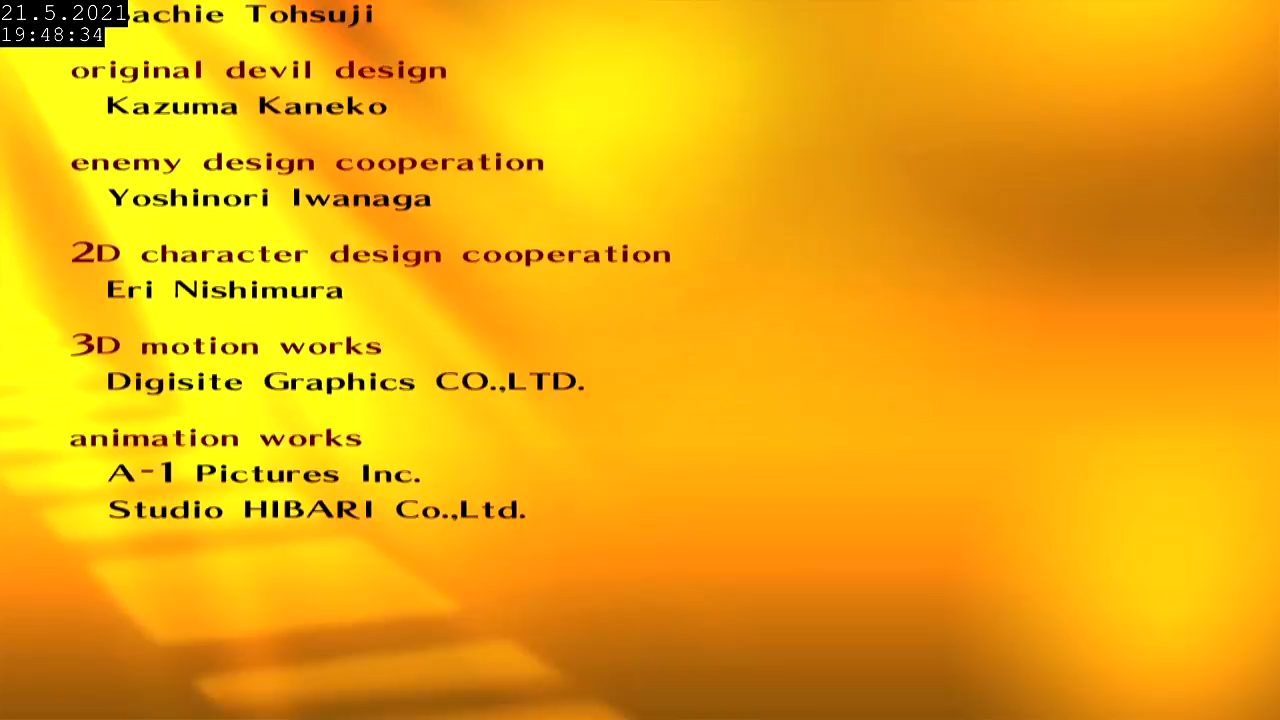 21.5.2021
19:48:34
Tohsuji
original devil design
Kazuma Kaneko
enemy design cooperation
Yoshinori Iwanaga
2D character design cooperation
Eri Nishimura
3D motion works
Digisite Graphics CO.,LTD.
animation works
A-1 Pictures Inc.
Studio HIBARI Co.,Ltd.